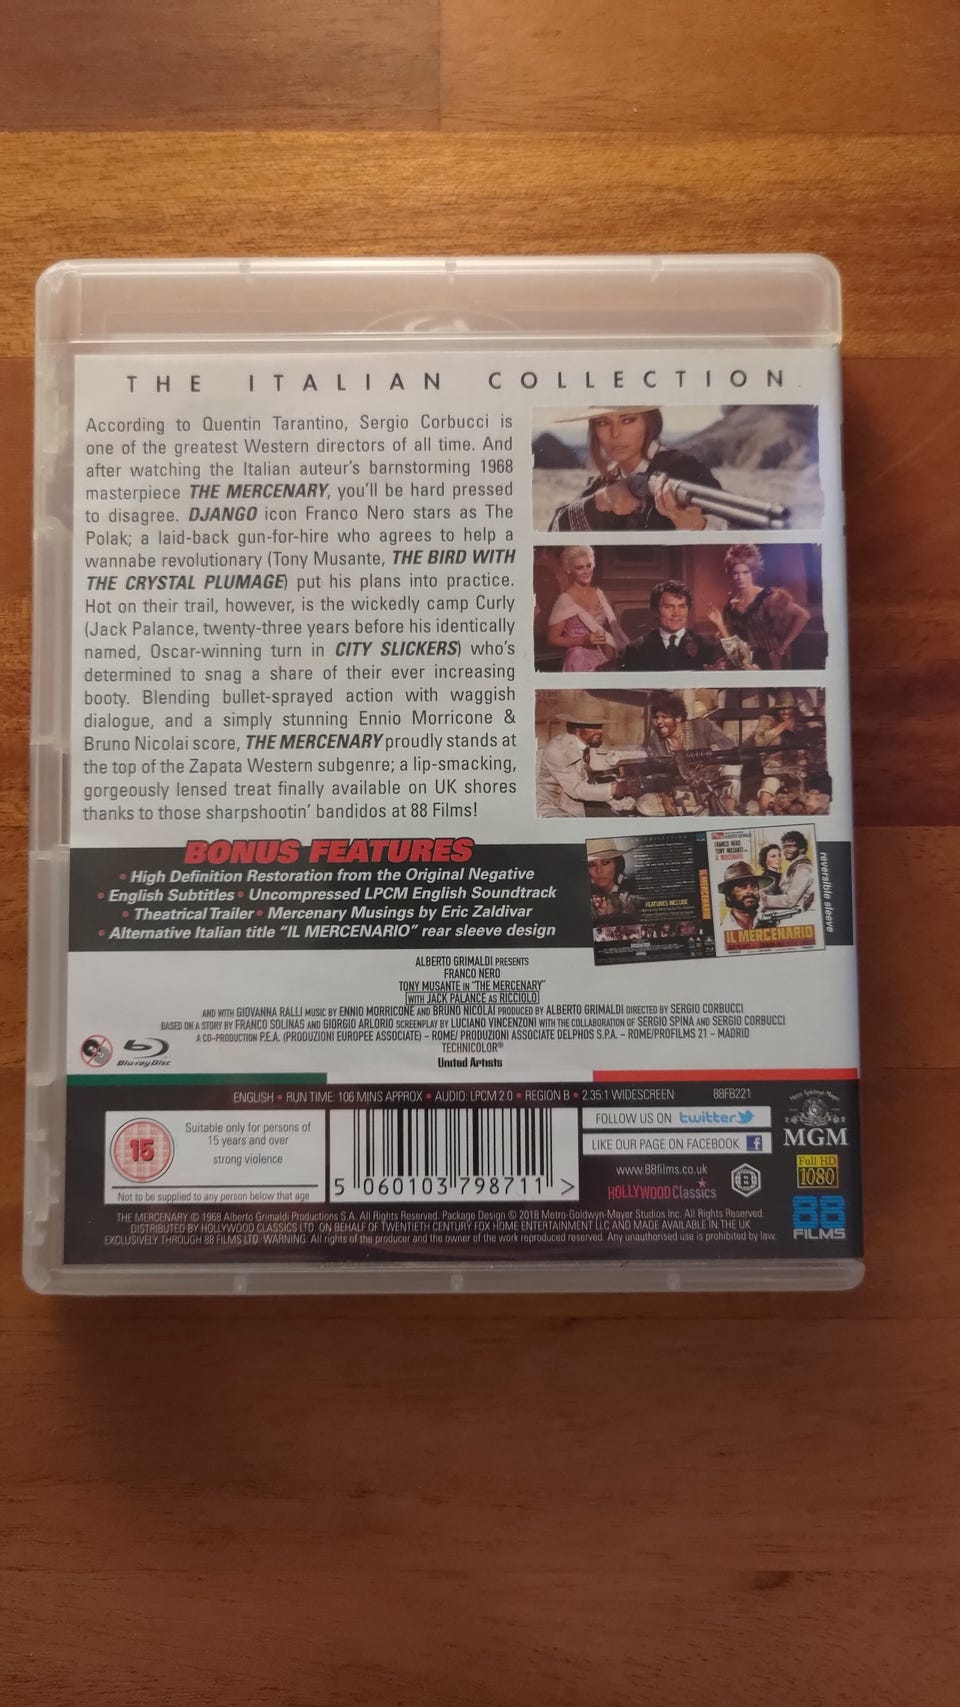 THE ITALIAN COLLECTION
According to Quentin Tarantino, Sergio Corbucci is
one of the greatest Western directors of all time. And
after watching the Italian auteur's barnstorming 1968
masterpiece THE MERCENARY, you'll be hard pressed
to disagree. DJANGO icon Franco Nero stars as The
Polak; a laid-back gun-for-hire who agrees to help a
wannabe revolutionary (Tony Musante, THE BIRD WITH
THE CRYSTAL PLUMAGE) put his plans into practice.
Hot on their trail, however, is the wickedly camp Curly
(Jack Palance, twenty-three years before his identically
named, Oscar-winning turn in CITY SLICKERS) who's
determined to snag a share of their ever increasing
booty. Blending bullet-sprayed action with waggish
dialogue, and a simply stunning Ennio Morricone &
Bruno Nicolai score, THE MERCENARY proudly stands at
the top of the Zapata Western subgenre; a lip-smacking,
gorgeously lensed treat finally available on UK shores
thanks to those sharpshootin' bandidos at 88 Films!
BONUS FEATURES
• High Definition Restoration from the Original Negative
• English Subtitles • Uncompressed LPCM English Soundtrack
• Theatrical Trailer • Mercenary Musings by Eric Zaldivar
• Alternative Italian title "IL MERCENARIO" rear sleeve design
FEATURES INCLUDE
IL MERCENARIO
FRANCO NERO
TONY MUSANTE
IL MERCENARIO
reversible sleeve
ALBERTO GRIMALDI PRESENTS
FRANCO NERO
TONY MUSANTE IN "THE MERCENARY"
WITH JACK PALANCE AS RICCIOLO
AND WITH GIOVANNA RALLI MUSIC BY ENNIO MORRICONE AND BRUNO NICOLAI PRODUCED BY ALBERTO GRIMALDI DIRECTED BY SERGIO CORBUCCI
BASED ON A STORY BY FRANCO SOLINAS AND GIORGIO ARLORIO SCREENPLAY BY LUCIANO VINCENZONI WITH THE COLLABORATION OF SERGIO SPINA AND SERGIO CORBUCCI
A CO-PRODUCTION P.E.A. (PRODUZIONI EUROPEE ASSOCIATE) - ROME/ PRODUZIONI ASSOCIATE DELPHOS S.P.A. - ROME/PROFILMS 21 - MADRID
TECHNICOLOR®
United Artists
Blu-ray Disc
ENGLISH • RUN TIME: 106 MINS APPROX • AUDIO: LPCM 2.0 • REGION B • 2.35:1 WIDESCREEN
88FB221
15
Suitable only for persons of
15 years and over
strong violence
Not to be supplied to any person below that age
5 060103 798711 >
FOLLOW US ON twitter
LIKE OUR PAGE ON FACEBOOK f
www.88films.co.uk
HOLLYWOOD Classics
MGM
Full HD
1080
88
FILMS
THE MERCENARY © 1968 Alberto Grimaldi Productions S.A. All Rights Reserved. Package Design © 2018 Metro-Goldwyn-Mayer Studios Inc. All Rights Reserved.
DISTRIBUTED BY HOLLYWOOD CLASSICS LTD. ON BEHALF OF TWENTIETH CENTURY FOX HOME ENTERTAINMENT LLC AND MADE AVAILABLE IN THE UK
EXCLUSIVELY THROUGH 88 FILMS LTD. WARNING: All rights of the producer and the owner of the work reproduced reserved. Any unauthorised use is prohibited by law.